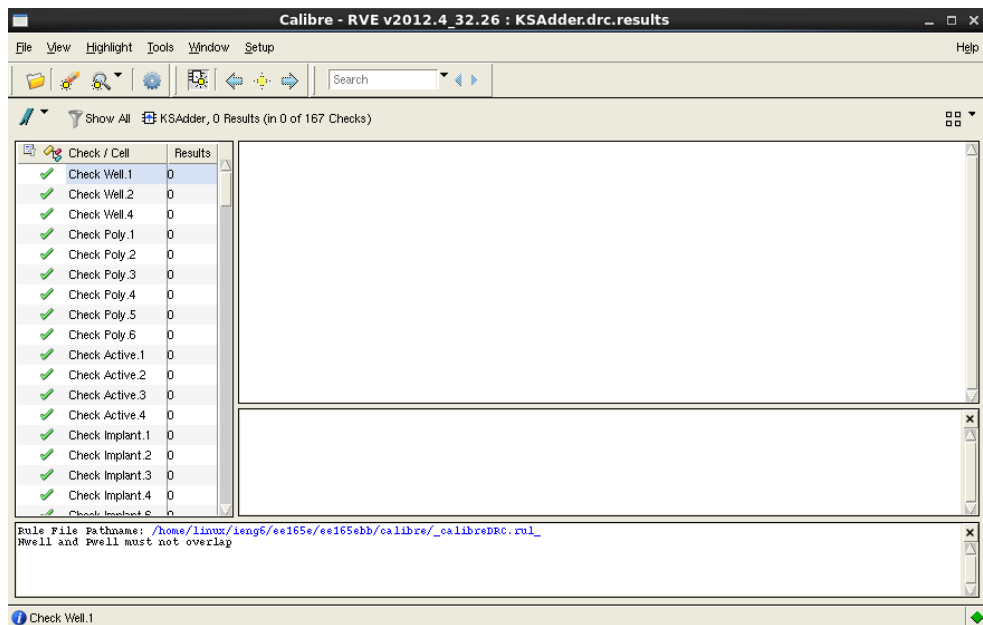 Calibre - RVE v2012.4_32.26 : KSAdder.drc.results
File View Highlight Tools Window Setup Help
Search
Show All KSAdder, 0 Results (in 0 of 167 Checks)
Check / Cell Results
Check Well.1 0
Check Well.2 0
Check Well.4 0
Check Poly.1 0
Check Poly.2 0
Check Poly.3 0
Check Poly.4 0
Check Poly.5 0
Check Poly.6 0
Check Active.1 0
Check Active.2 0
Check Active.3 0
Check Active.4 0
Check Implant.1 0
Check Implant.2 0
Check Implant.3 0
Check Implant.4 0
Rule File Pathname: /home/linux/ieng6/ee165e/ee165ebb/calibre/_calibreDRC.rul_
Nwell and Pwell must not overlap
Check Well.1